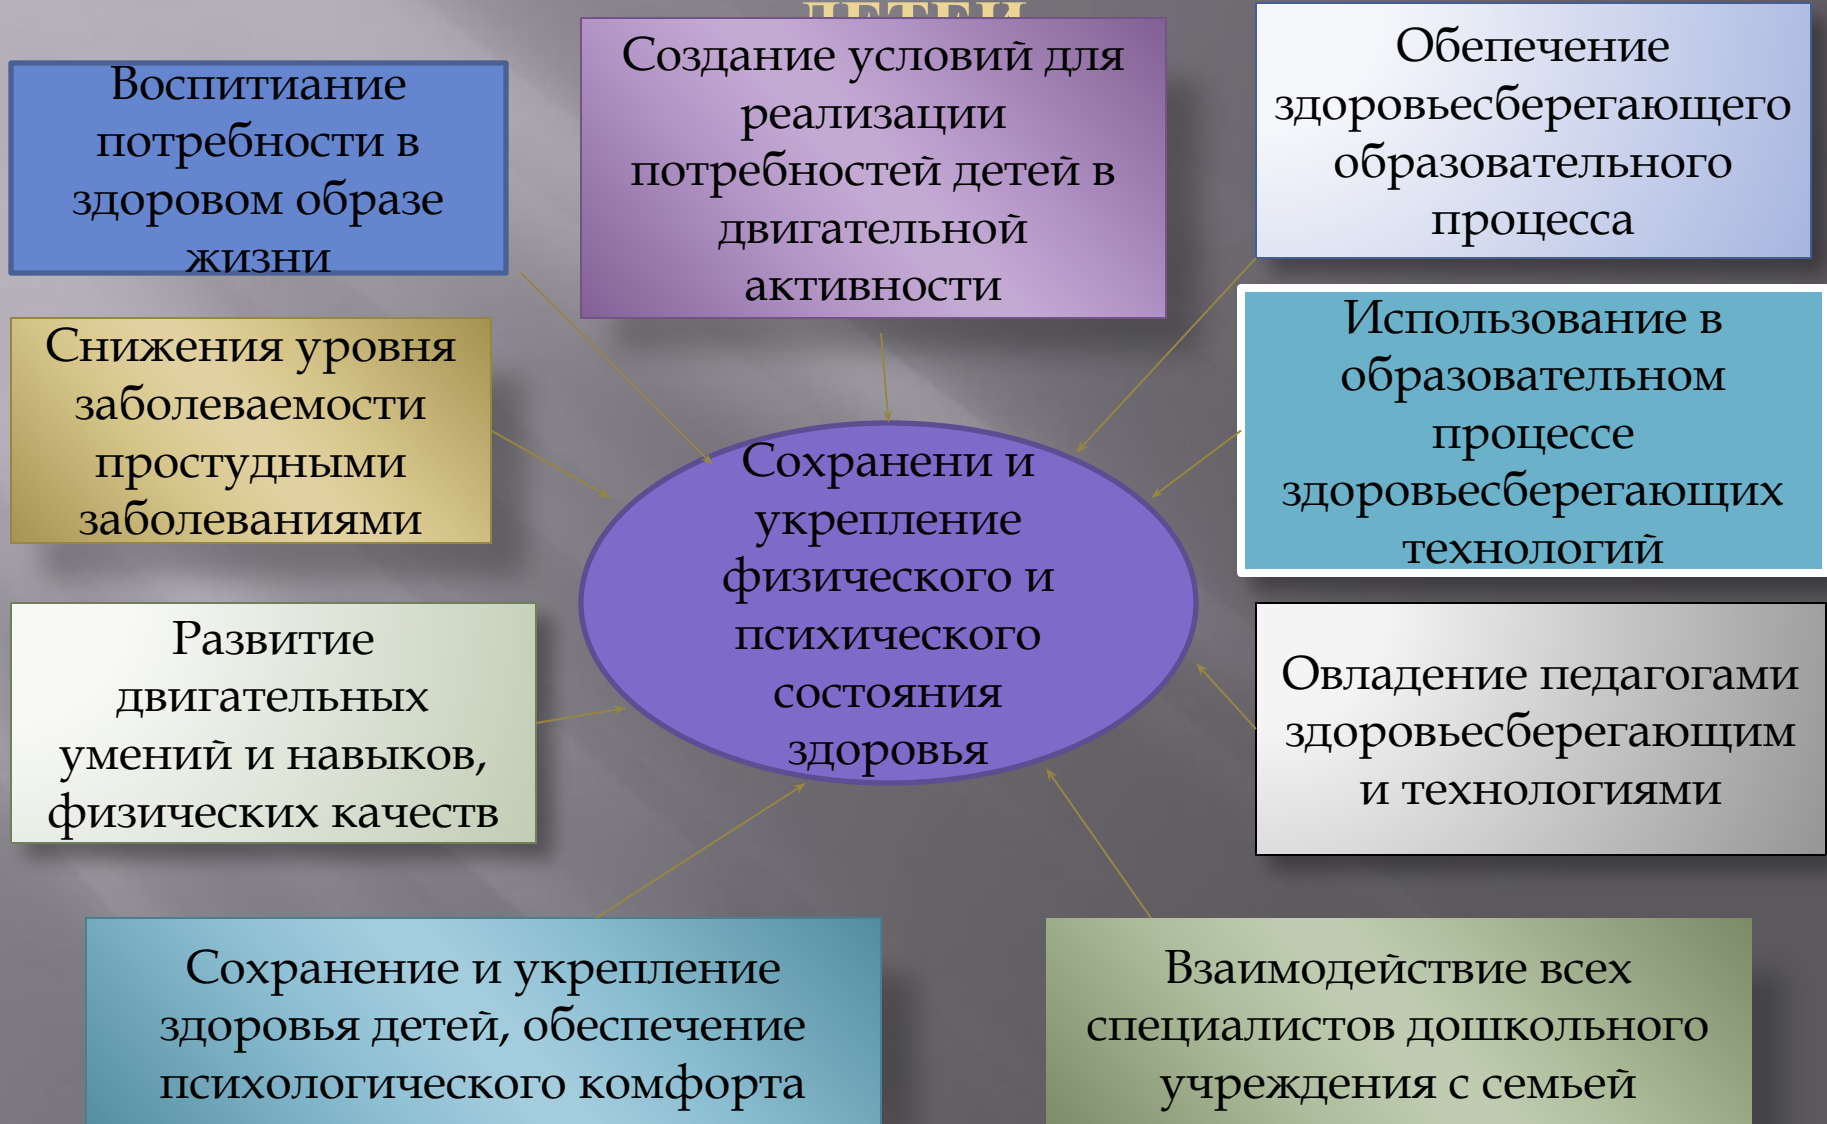 ДЕТЕЙ
Воспитиание
потребности в
здоровом образе
жизни
Создание условий для
реализации
потребностей детей в
двигательной
активности
Обепечение
здоровьесберегающего
образовательного
процесса
Снижения уровня
заболеваемости
простудными
заболеваниями
Использование в
образовательном
процессе
здоровьесберегающих
технологий
Сохранени и
укрепление
физического и
психического
состояния
здоровья
Развитие
двигательных
умений и навыков,
физических качеств
Овладение педагогами
здоровьесберегающим
и технологиями
Сохранение и укрепление
здоровья детей, обеспечение
психологического комфорта
Взаимодействие всех
специалистов дошкольного
учреждения с семьей